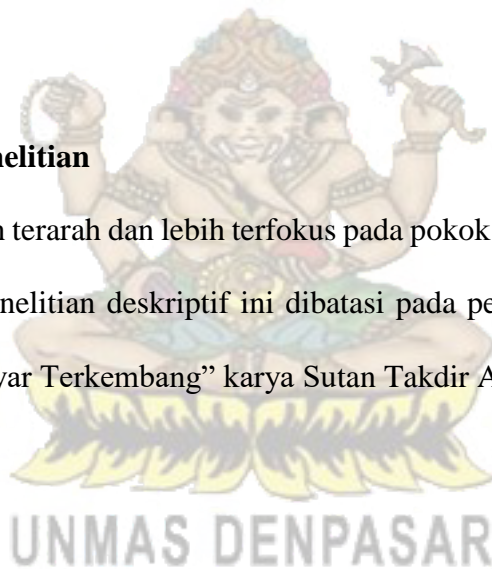 nelitian
n terarah dan lebih terfokus pada pokok
nelitian deskriptif ini dibatasi pada pe
yar Terkembang” karya Sutan Takdir A
UNMAS DENPASAR